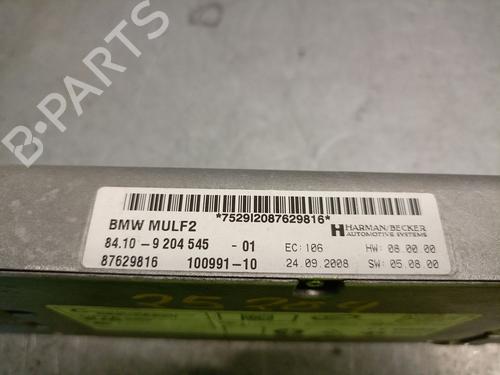 *7529I2087629816*
BMW MULF2
HARMAN/BECKER
AUTOMOTIVE SYSTEMS
84.10 - 9 204 545 - 01
EC: 106
HW: 08.00.00
87629816
100991-10
24.09.2008
SW: 05.08.00
B-PARTS